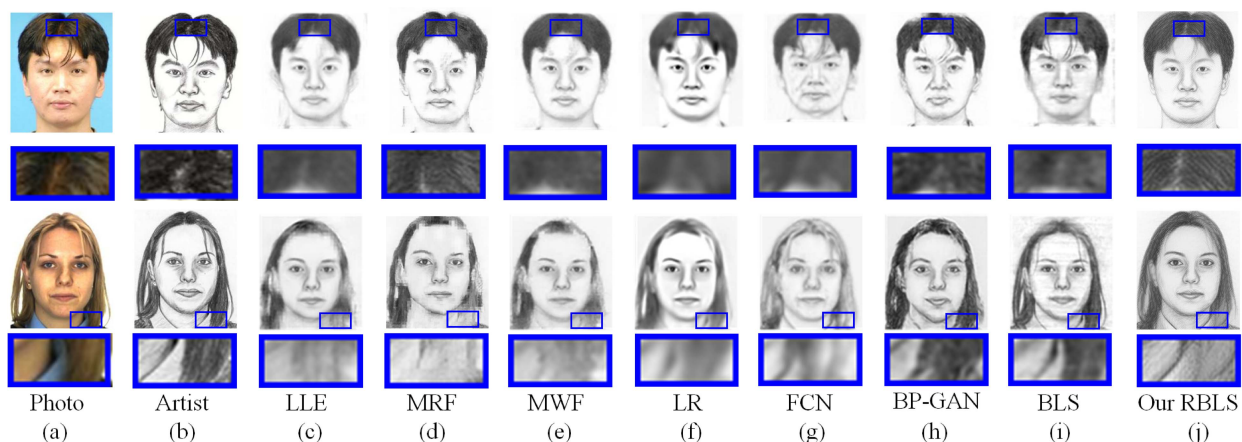 Photo Artist LLE MRF MWF LR FCN BP-GAN BLS Our RBLS
(a) (b) (c) (d) (e) (f) (g) (h) (i) (j)